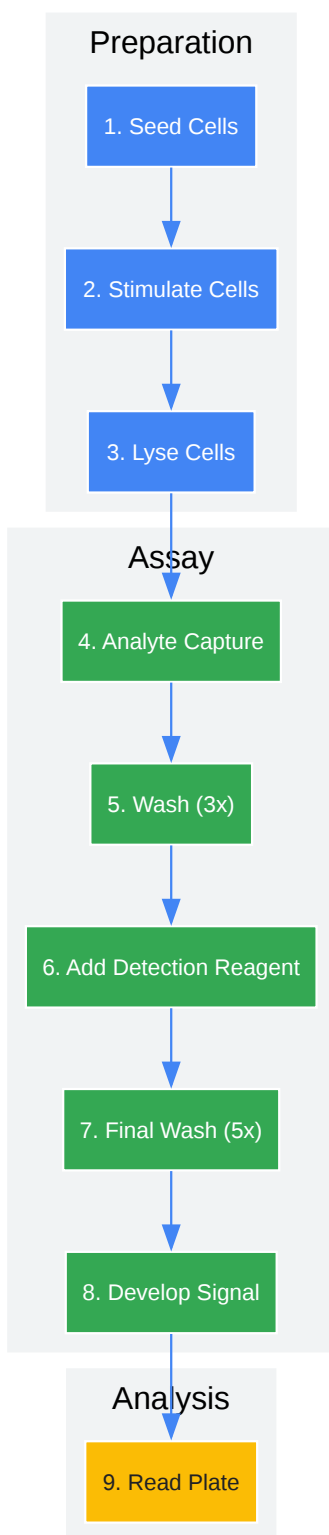 Preparation
1. Seed Cells
2. Stimulate Cells
3. Lyse Cells
Assay
4. Analyte Capture
5. Wash (3x)
6. Add Detection Reagent
7. Final Wash (5x)
8. Develop Signal
Analysis
9. Read Plate